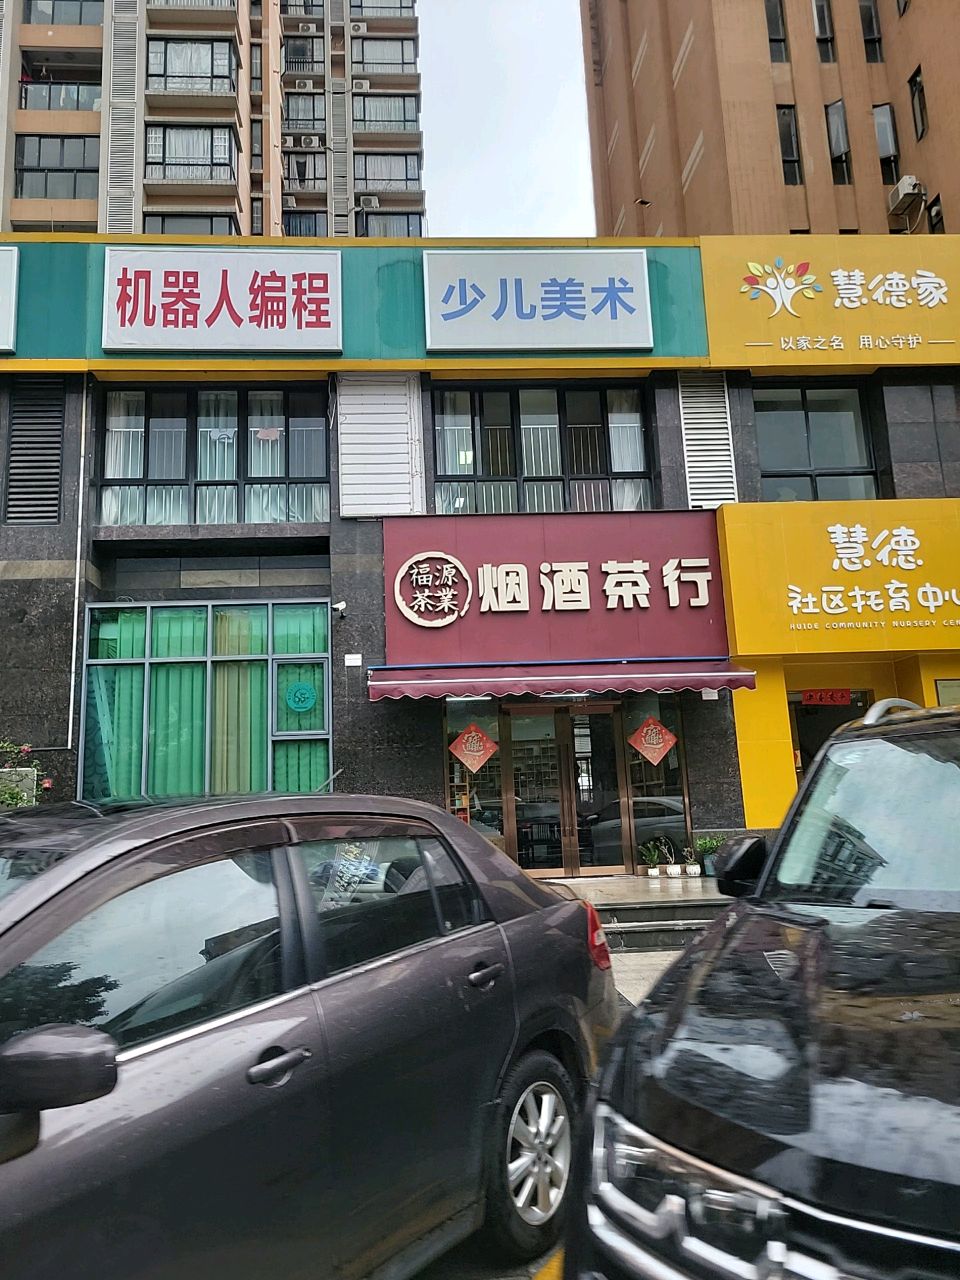 机器人编程
少儿美术
慧德家
以家之名 用心守护
慧德
社区托育中心
HUIDE COMMUNITY NURSERY CEN
福源
茶業
烟酒茶行